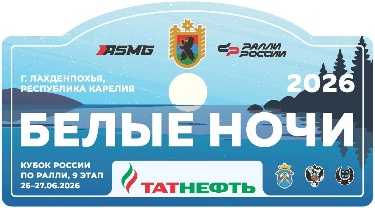 ASMG
РАЛЛИ
РОССИИ
Г. ЛАХДЕНПОХЬЯ,
РЕСПУБЛИКА КАРЕЛИЯ
2026
БЕЛЫЕ НОЧИ
КУБОК РОССИИ
ПО РАЛЛИ, 9 ЭТАП
26-27.06.2026
ТАТНЕФТЬ